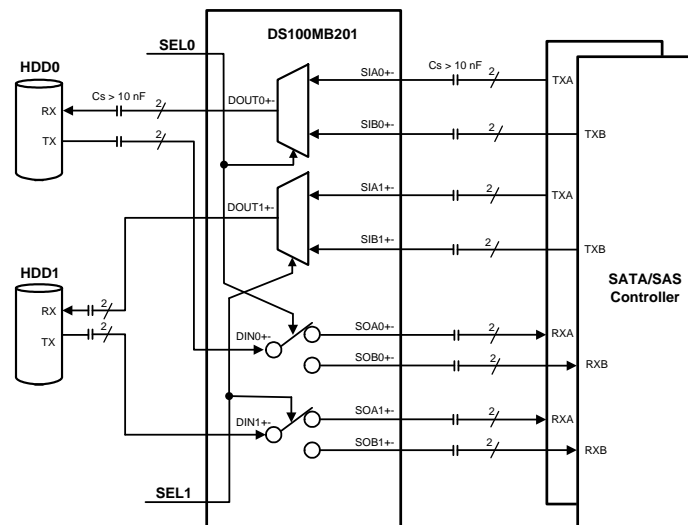 DS100MB201
SEL0
HDD0
SIA0+-
Cs > 10 nF
2
TXA
Cs > 10 nF
2
DOUT0+-
RX
TX
2
SIB0+-
2
TXB
SIA1+-
2
TXA
DOUT1+-
SIB1+-
2
TXB
HDD1
SATA/SAS
Controller
RX
2
TX
2
DIN0+-
SOA0+-
2
RXA
SOB0+-
2
RXB
DIN1+-
SOA1+-
2
RXA
SOB1+-
2
RXB
SEL1